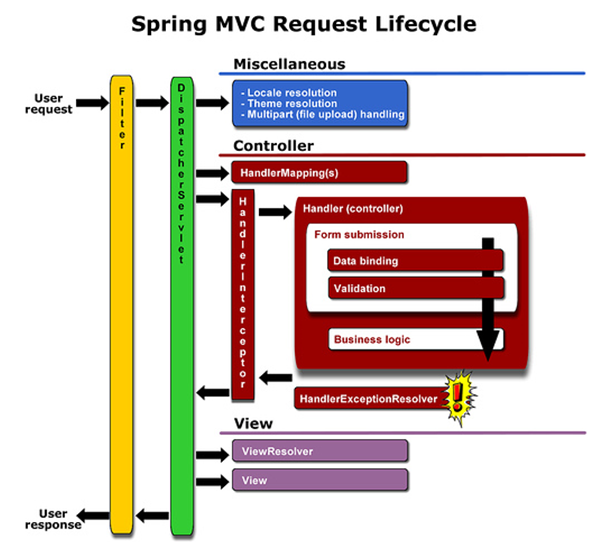 Spring MVC Request Lifecycle
Miscellaneous
User
request
Filter
DispatcherServlet
- Locale resolution
- Theme resolution
- Multipart (file upload) handling
Controller
HandlerMapping(s)
HandlerInterceptor
Handler (controller)
Form submission
Data binding
Validation
Business logic
HandlerExceptionResolver
!
View
ViewResolver
View
User
response